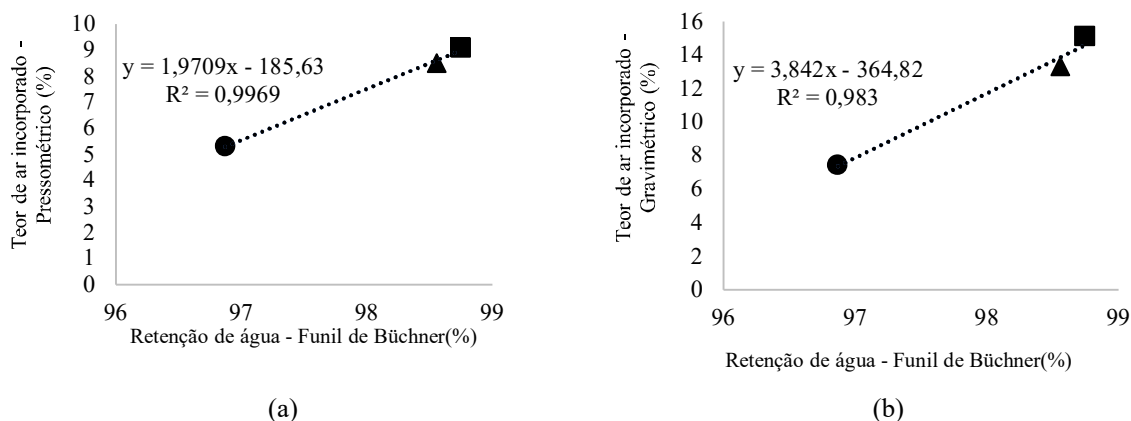 Teor de ar incorporado -
Pressométrico (%)
10
9
8
7
6
5
4
3
2
1
0
y = 1,9709x - 185,63
R² = 0,9969
96
97
98
99
Retenção de água - Funil de Büchner(%)
(a)
Teor de ar incorporado -
Gravimétrico (%)
16
14
12
10
8
6
4
2
0
y = 3,842x - 364,82
R² = 0,983
96
97
98
99
Retenção de água - Funil de Büchner(%)
(b)